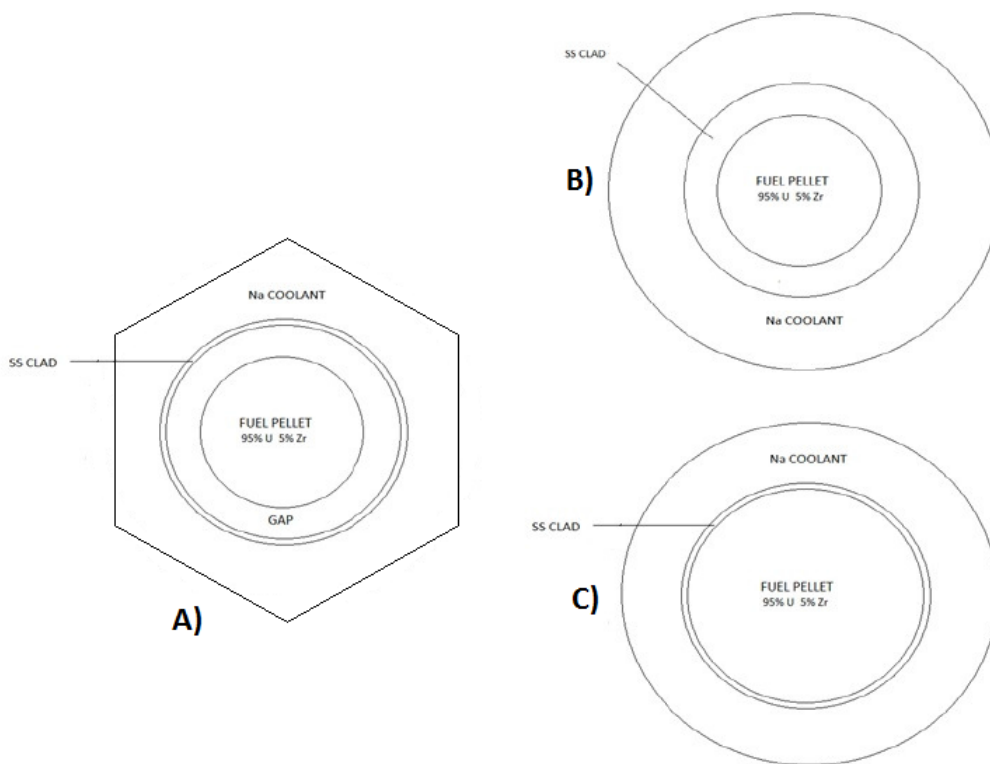 Na COOLANT
SS CLAD
FUEL PELLET
95% U 5% Zr
GAP
A)
SS CLAD
B)
FUEL PELLET
95% U 5% Zr
Na COOLANT
Na COOLANT
SS CLAD
C)
FUEL PELLET
95% U 5% Zr